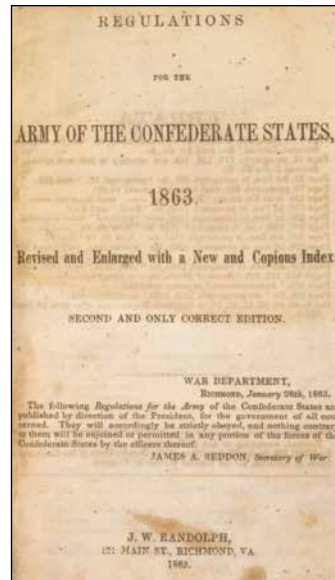 REGULATIONS
FOR THE
ARMY OF THE CONFEDERATE STATES,
1863.
Revised and Enlarged with a New and Copious Index
SECOND AND ONLY CORRECT EDITION.
WAR DEPARTMENT,
RICHMOND, January 28th, 1863.
The following Regulations for the Army of the Confederate States are
published by direction of the President, for the government of all con-
cerned. They will accordingly be strictly obeyed, and nothing contrary
to them will be enjoined or permitted in any portion of the forces of the
Confederate States by the officers thereof.
JAMES A. SEDDON, Secretary of War.
J. W. RANDOLPH,
121 MAIN ST., RICHMOND, VA.
1863.